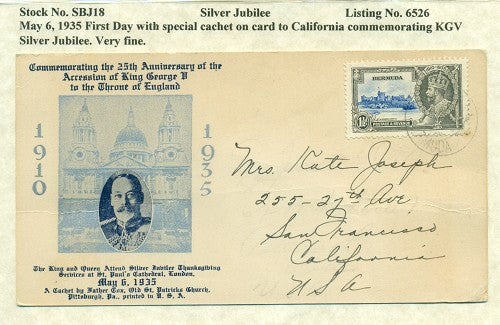 Stock No. SBJ18 Silver Jubilee Listing No. 6526
May 6, 1935 First Day with special cachet on card to California commemorating KGV
Silver Jubilee. Very fine.
Commemorating the 25th Anniversary of the
Accession of King George V
to the Throne of England
1910
1935
The King and Queen Attend Silver Jubilee Thanksgiving
Services at St. Paul's Cathedral, London,
May 6, 1935
A Cachet by Father Cox, Old St. Patricks Church,
Pittsburgh, Pa., printed in U. S. A.
BERMUDA
1½
Mrs. Kate Joseph
255-27th Ave
San Francisco
California
USA